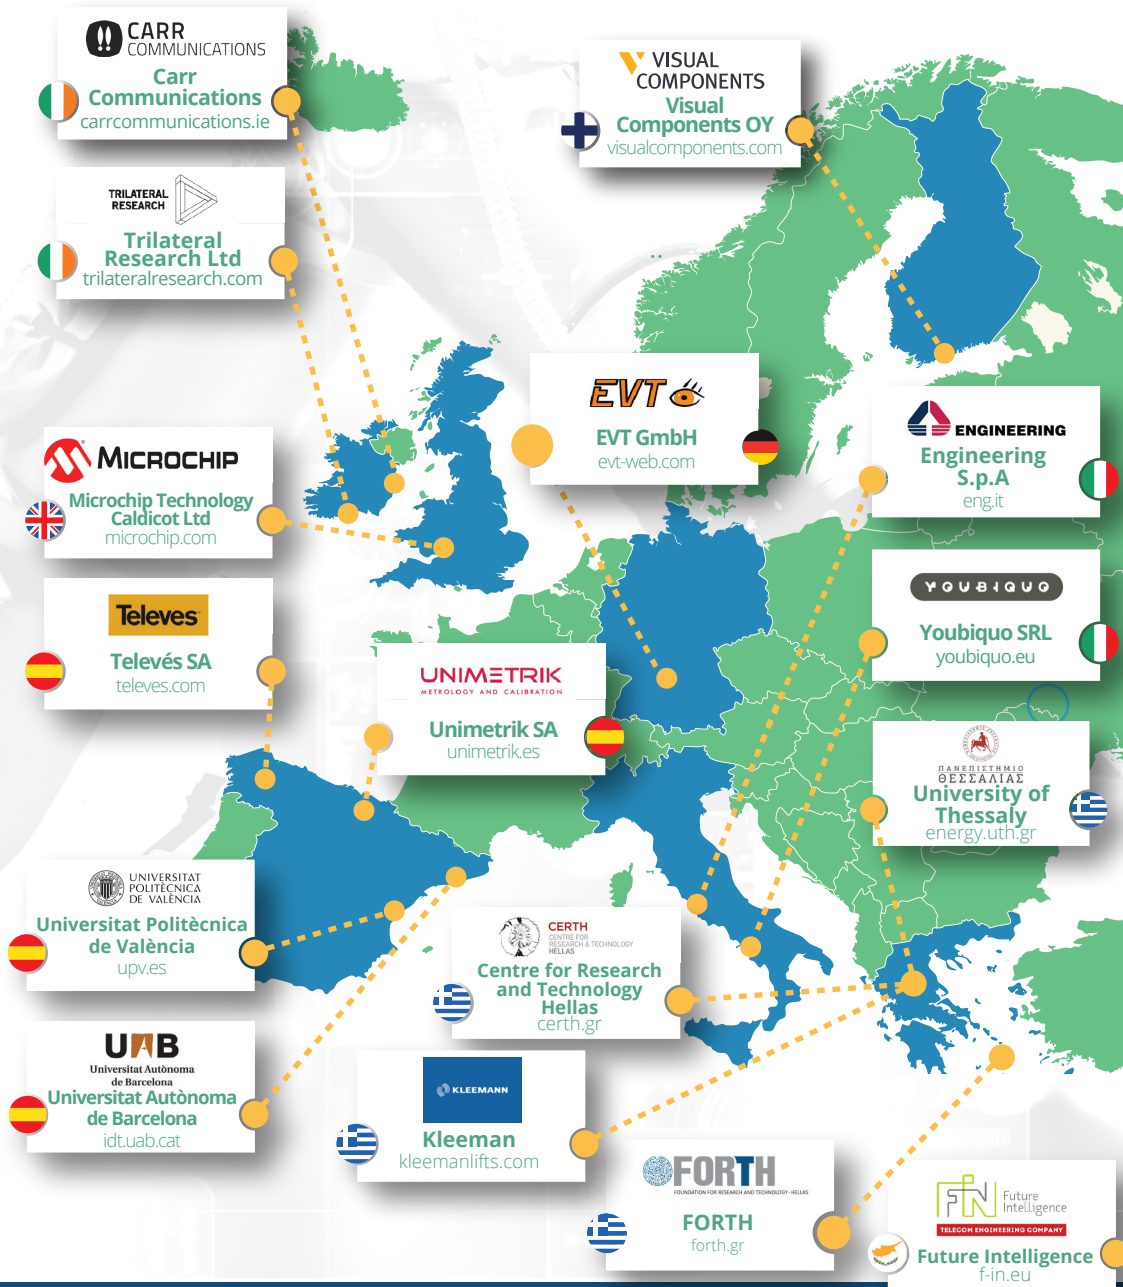 CARR
COMMUNICATIONS
Carr
Communications
carrcommunications.ie
VISUAL
COMPONENTS
Visual
Components OY
visualcomponents.com
TRILATERAL
RESEARCH
Trilateral
Research Ltd
trilateralresearch.com
EVT
EVT GmbH
evt-web.com
ENGINEERING
Engineering
S.p.A
eng.it
MICROCHIP
Microchip Technology
Caldicot Ltd
microchip.com
YOUBIQUO
Youbiquo SRL
youbiquo.eu
Televes
Televés SA
televes.com
UNIMETRIK
METROLOGY AND CALIBRATION
Unimetrik SA
unimetrik.es
ΠΑΝΕΠΙΣΤΗΜΙΟ
ΘΕΣΣΑΛΙΑΣ
University of
Thessaly
energy.uth.gr
UNIVERSITAT
POLITÈCNICA
DE VALÈNCIA
Universitat Politècnica
de València
upv.es
CERTH
CENTRE FOR
RESEARCH & TECHNOLOGY
HELLAS
Centre for Research
and Technology
Hellas
certh.gr
UAB
Universitat Autònoma
de Barcelona
Universitat Autònoma
de Barcelona
idt.uab.cat
KLEEMANN
Kleeman
kleemanlifts.com
FORTH
FOUNDATION FOR RESEARCH AND TECHNOLOGY - HELLAS
FORTH
forth.gr
FiN
Future
Intelligence
TELECOM ENGINEERING COMPANY
Future Intelligence
f-in.eu